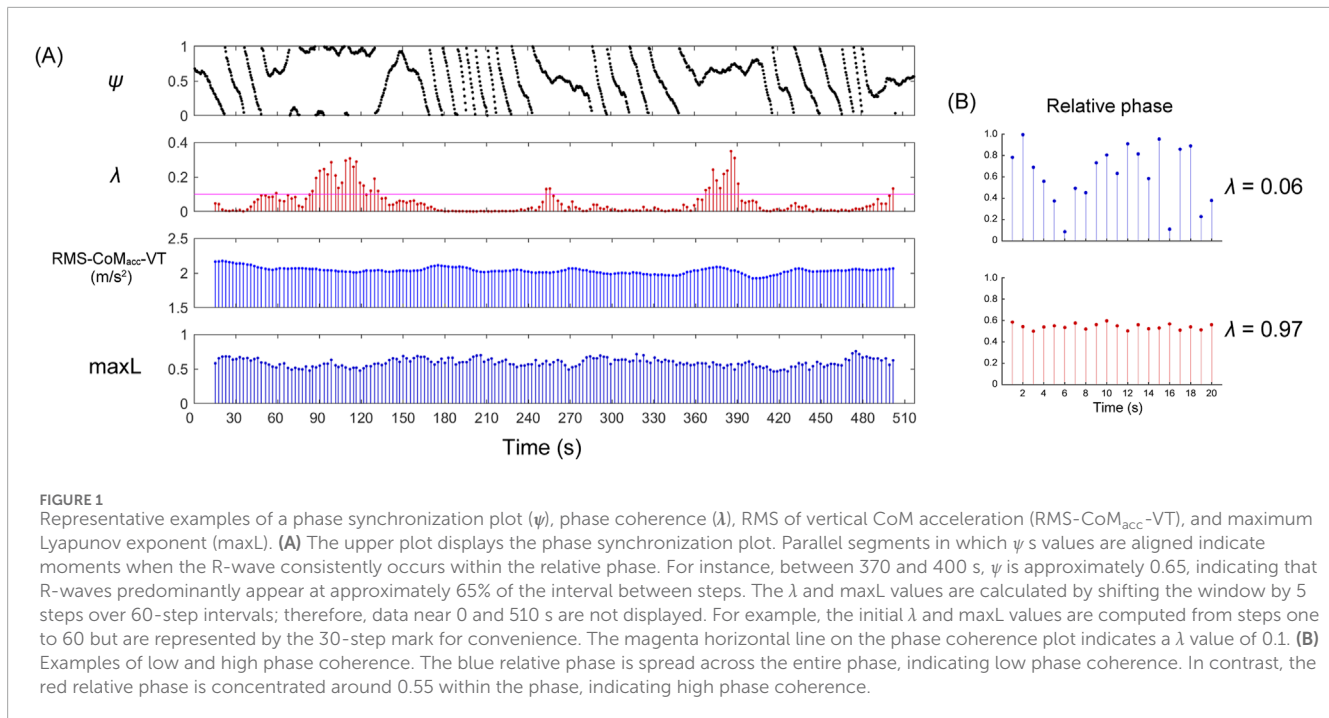 (A)
ψ
1
0.5
0
λ
0.4
0.2
0
RMS-CoMacc-VT
(m/s²)
2.5
2
1.5
maxL
1
0.5
0
0 30 60 90 120 150 180 210 240 270 300 330 360 390 420 450 480 510
Time (s)
(B)
Relative phase
1.0
0.8
0.6
0.4
0.2
0
λ = 0.06
1.0
0.8
0.6
0.4
0.2
0
λ = 0.97
2 4 6 8 10 12 14 16 18 20
Time (s)
FIGURE 1
Representative examples of a phase synchronization plot (ψ), phase coherence (λ), RMS of vertical CoM acceleration (RMS-CoMacc-VT), and maximum
Lyapunov exponent (maxL). (A) The upper plot displays the phase synchronization plot. Parallel segments in which ψ s values are aligned indicate
moments when the R-wave consistently occurs within the relative phase. For instance, between 370 and 400 s, ψ is approximately 0.65, indicating that
R-waves predominantly appear at approximately 65% of the interval between steps. The λ and maxL values are calculated by shifting the window by 5
steps over 60-step intervals; therefore, data near 0 and 510 s are not displayed. For example, the initial λ and maxL values are computed from steps one
to 60 but are represented by the 30-step mark for convenience. The magenta horizontal line on the phase coherence plot indicates a λ value of 0.1. (B)
Examples of low and high phase coherence. The blue relative phase is spread across the entire phase, indicating low phase coherence. In contrast, the
red relative phase is concentrated around 0.55 within the phase, indicating high phase coherence.